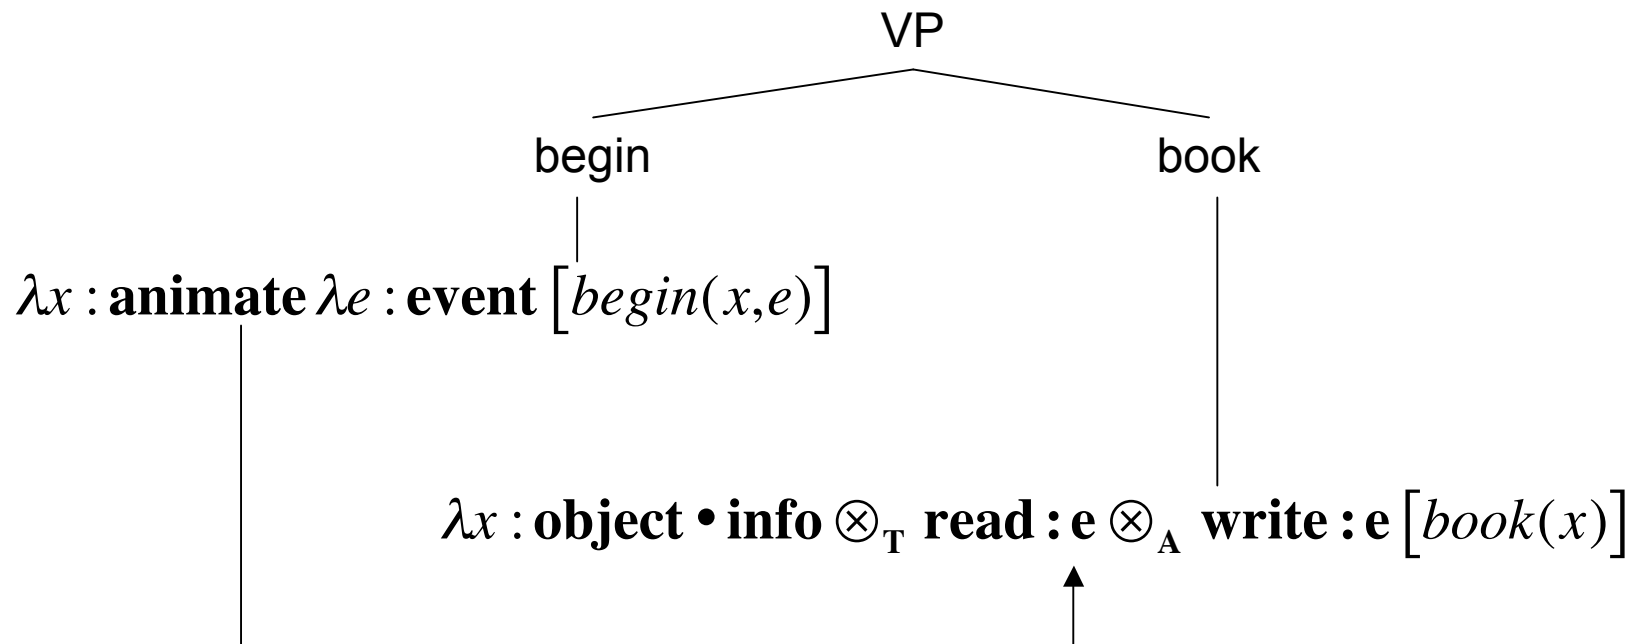 VP
begin book
λx : animate λe : event [begin(x,e)]
λx : object • info ⊗T read : e ⊗A write : e [book(x)]